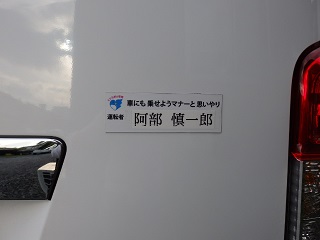 車にも 乗せようマナーと思いやり
運転者 阿部 慎一郎